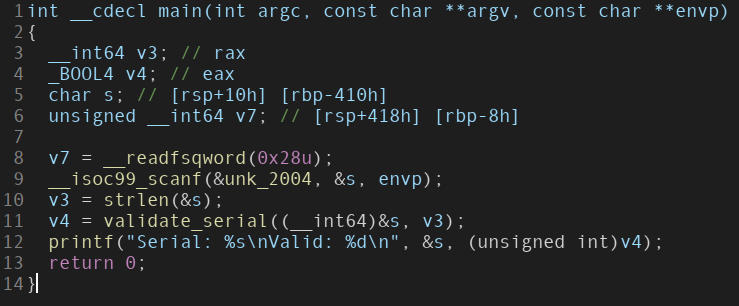 1 int __cdecl main(int argc, const char **argv, const char **envp)
2 {
3   __int64 v3; // rax
4   _BOOL4 v4; // eax
5   char s; // [rsp+10h] [rbp-410h]
6   unsigned __int64 v7; // [rsp+418h] [rbp-8h]
7
8   v7 = __readfsqword(0x28u);
9   __isoc99_scanf(&unk_2004, &s, envp);
10   v3 = strlen(&s);
11   v4 = validate_serial((__int64)&s, v3);
12   printf("Serial: %s\nValid: %d\n", &s, (unsigned int)v4);
13   return 0;
14 }